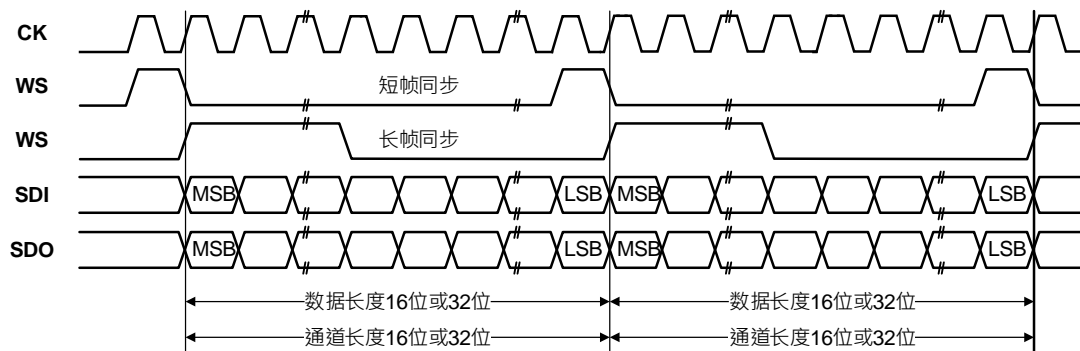 CK
WS
短帧同步
WS
长帧同步
SDI MSB LSB MSB LSB
SDO MSB LSB MSB LSB
数据长度16位或32位 数据长度16位或32位
通道长度16位或32位 通道长度16位或32位